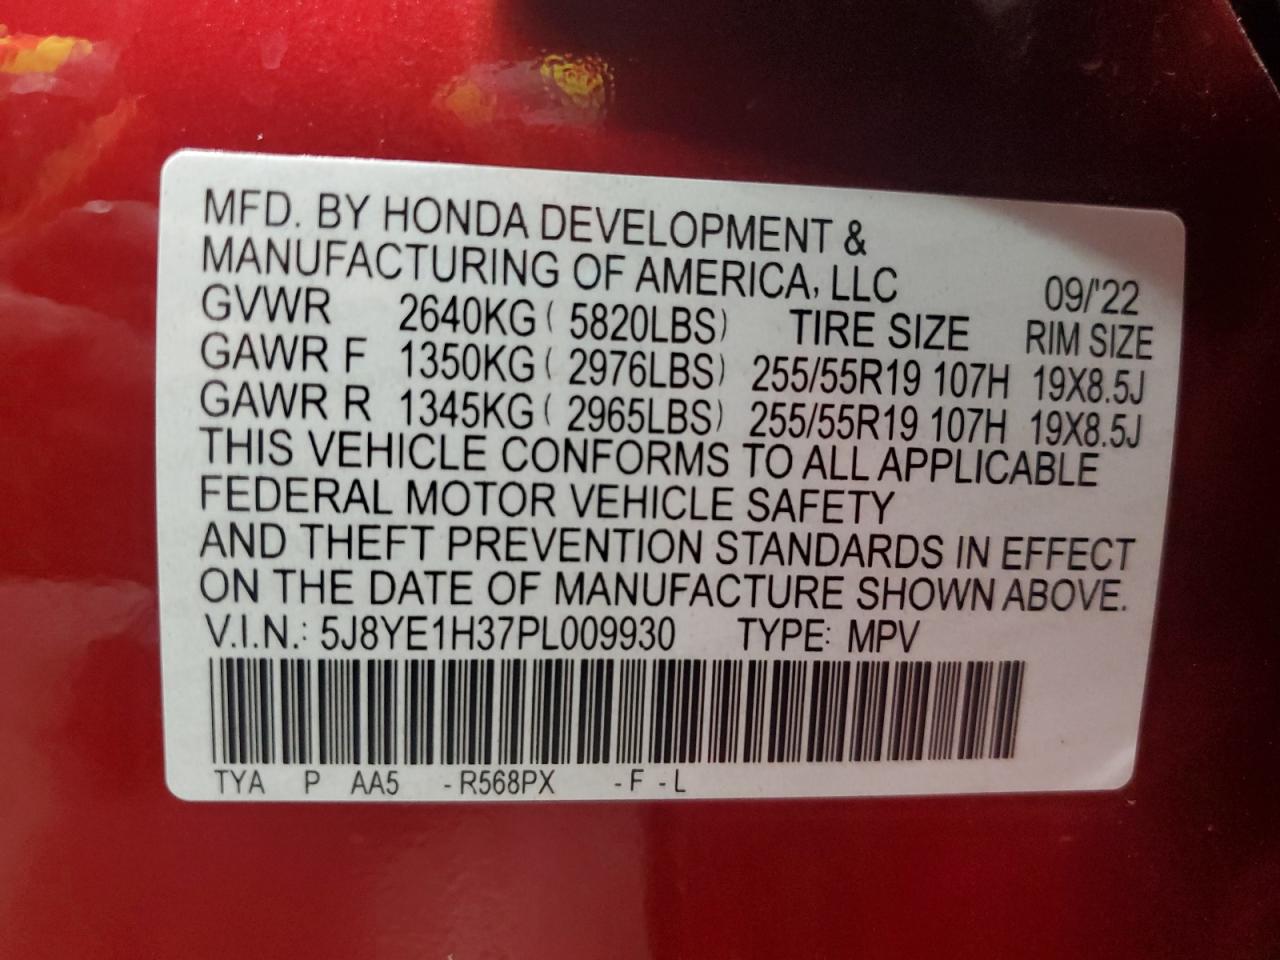 MFD. BY HONDA DEVELOPMENT &
MANUFACTURING OF AMERICA, LLC 09/'22
GVWR 2640KG ( 5820LBS) TIRE SIZE RIM SIZE
GAWR F 1350KG ( 2976LBS) 255/55R19 107H 19X8.5J
GAWR R 1345KG ( 2965LBS) 255/55R19 107H 19X8.5J
THIS VEHICLE CONFORMS TO ALL APPLICABLE
FEDERAL MOTOR VEHICLE SAFETY
AND THEFT PREVENTION STANDARDS IN EFFECT
ON THE DATE OF MANUFACTURE SHOWN ABOVE.
V.I.N.: 5J8YE1H37PL009930 TYPE: MPV
TYA P AA5 - R568PX - F - L